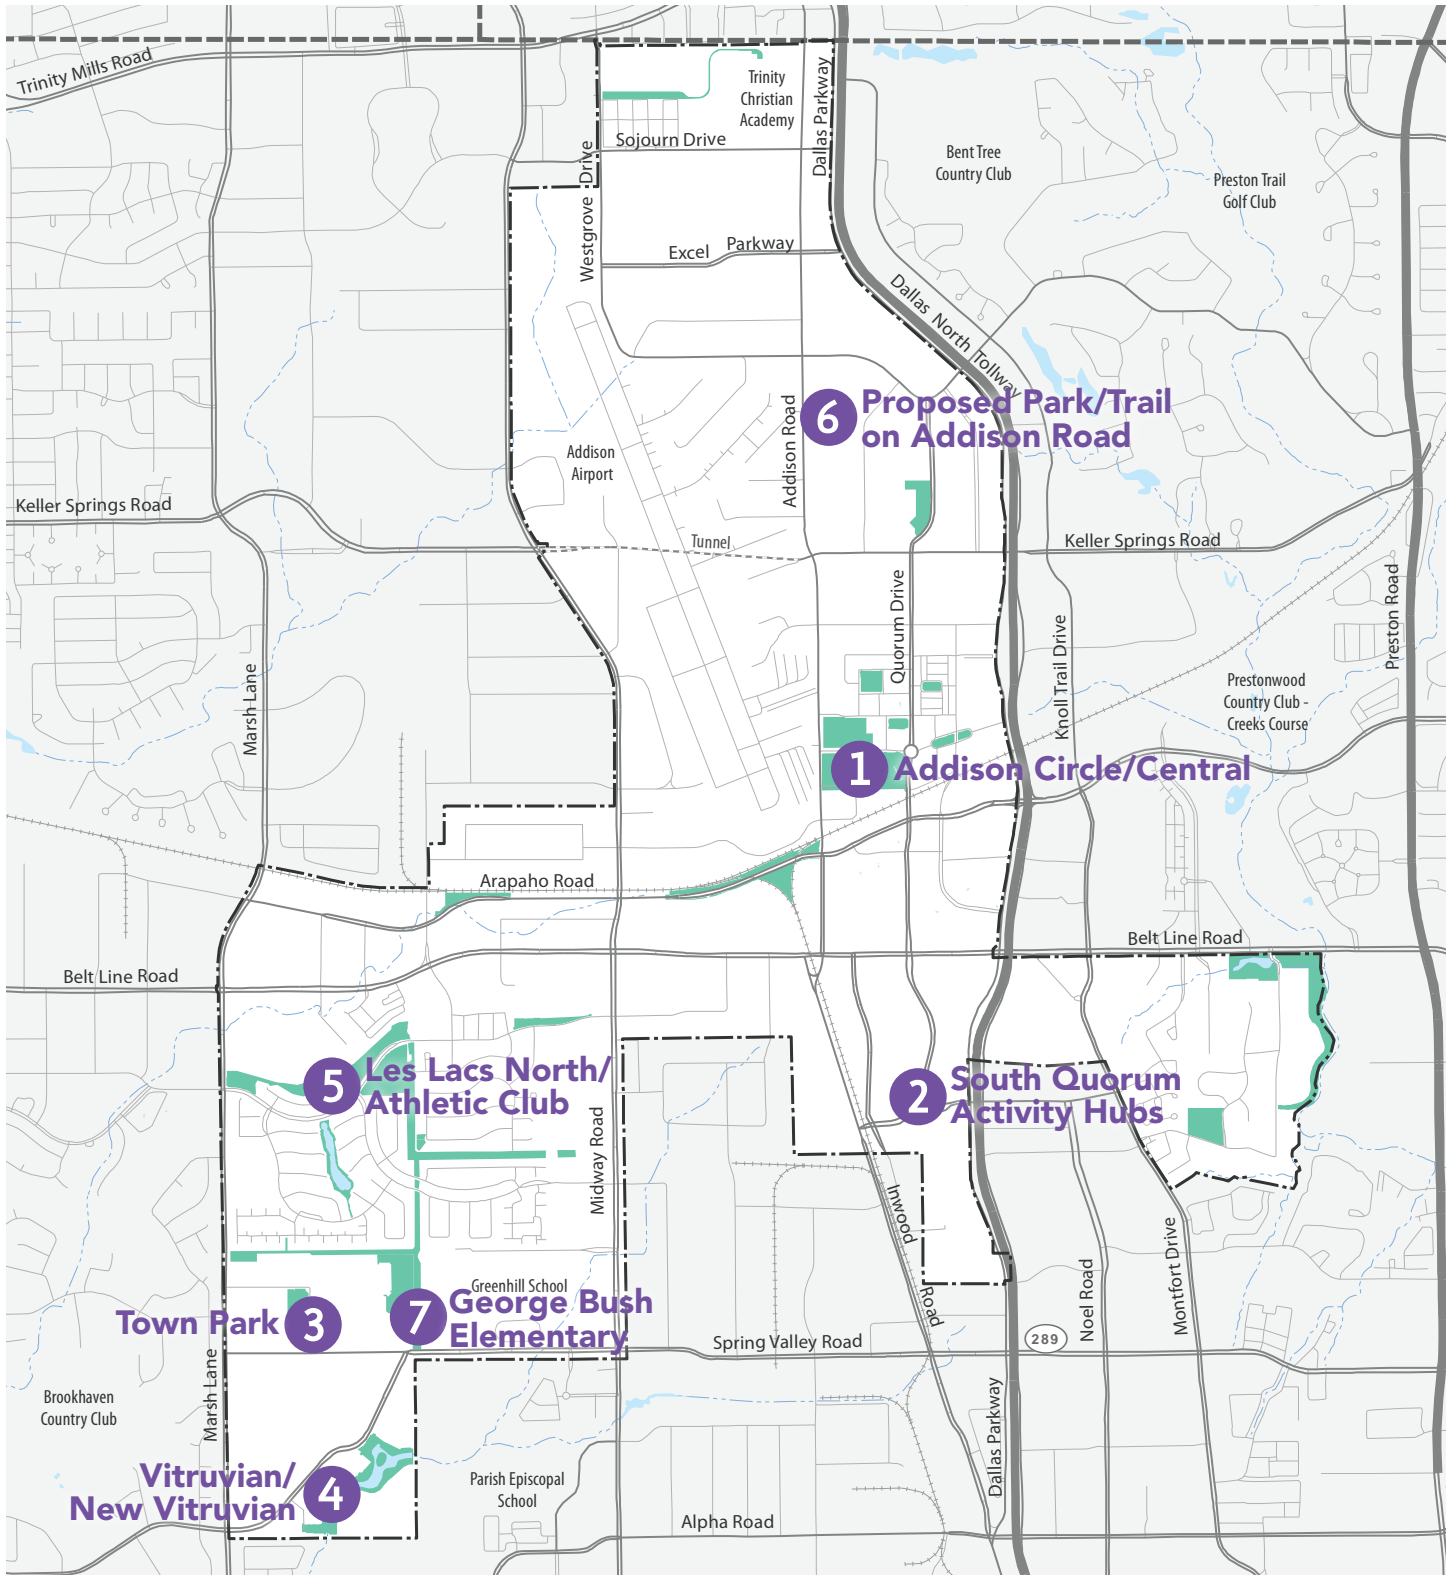 Trinity Mills Road
Trinity
Christian
Academy
Dallas Parkway
Sojourn Drive
Bent Tree
Country Club
Preston Trail
Golf Club
Westgrove Drive
Excel Parkway
Dallas North Tollway
6 Proposed Park/Trail
on Addison Road
Addison Road
Addison
Airport
Keller Springs Road
Tunnel
Keller Springs Road
Quorum Drive
Preston Road
Knoll Trail Drive
Marsh Lane
Prestonwood
Country Club -
Creeks Course
1 Addison Circle/Central
Arapaho Road
Belt Line Road
Belt Line Road
5 Les Lacs North/
Athletic Club
2 South Quorum
Activity Hubs
Midway Road
Inwood Road
Montfort Drive
Noel Road
Greenhill School
Town Park 3
7 George Bush
Elementary
289
Spring Valley Road
Marsh Lane
Brookhaven
Country Club
Dallas Parkway
Vitruvian/
New Vitruvian 4
Parish Episcopal
School
Alpha Road